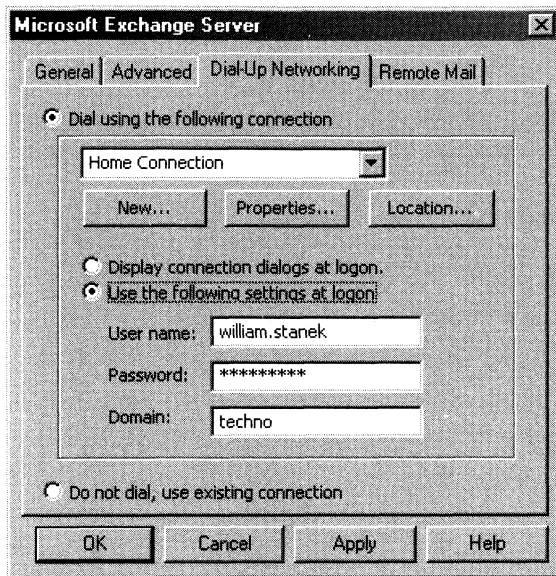 Microsoft Exchange Server
General Advanced Dial-Up Networking Remote Mail
Dial using the following connection
Home Connection
New... Properties... Location...
Display connection dialogs at logon.
Use the following settings at logon
User name: william.stanek
Password: *********
Domain: techno
Do not dial, use existing connection
OK Cancel Apply Help